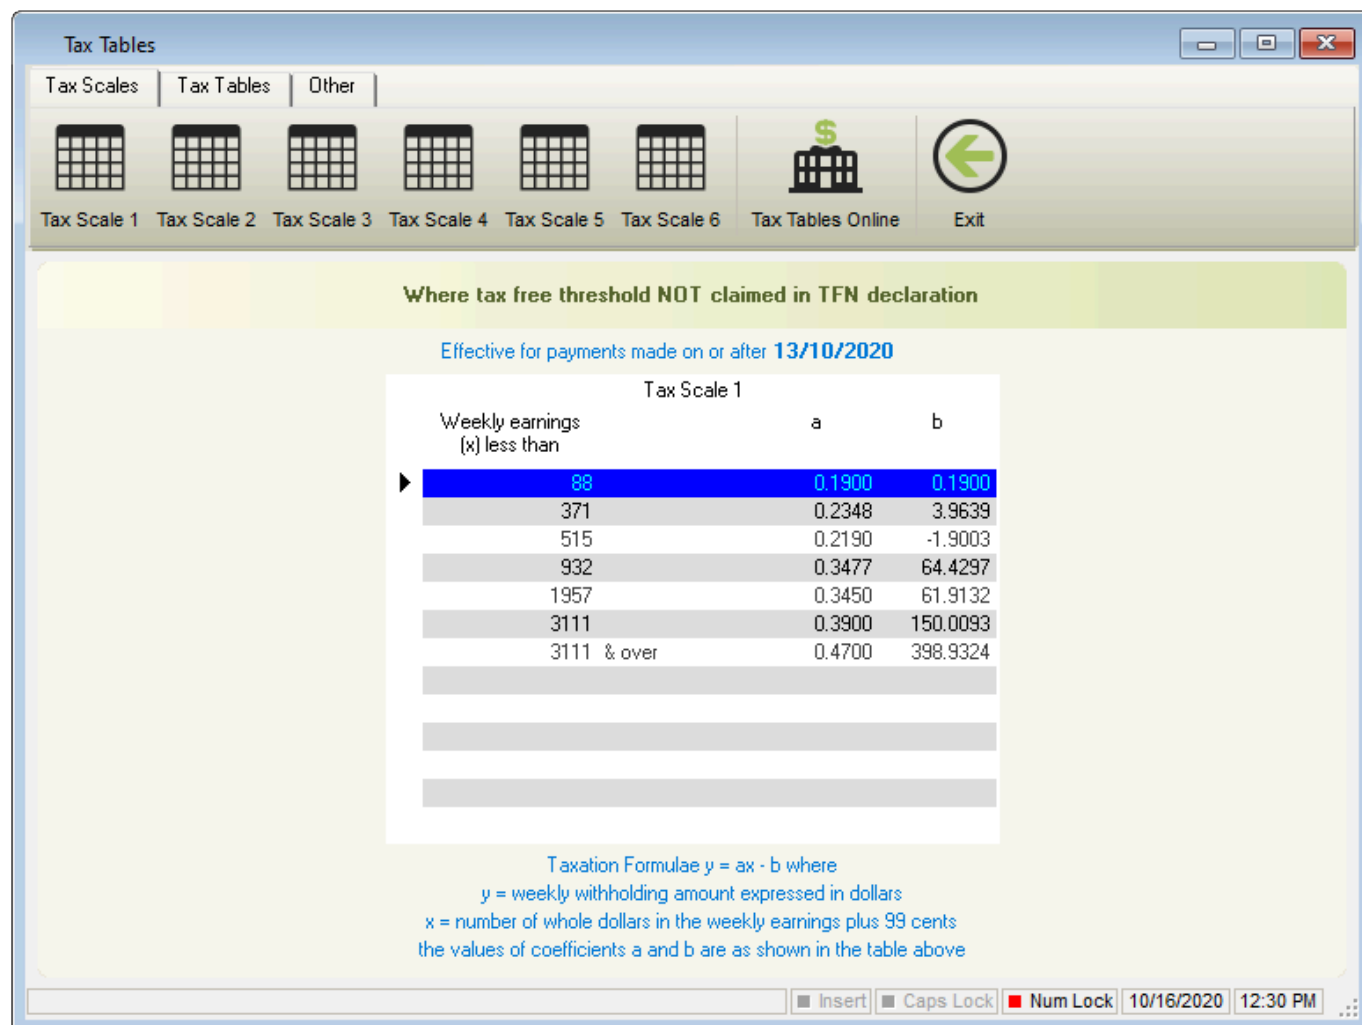 Tax Tables
Tax Scales Tax Tables Other
Tax Scale 1 Tax Scale 2 Tax Scale 3 Tax Scale 4 Tax Scale 5 Tax Scale 6 Tax Tables Online Exit
Where tax free threshold NOT claimed in TFN declaration
Effective for payments made on or after 13/10/2020
Tax Scale 1
Weekly earnings a b
(x) less than
88 0.1900 0.1900
371 0.2348 3.9639
515 0.2190 -1.9003
932 0.3477 64.4297
1957 0.3450 61.9132
3111 0.3900 150.0093
3111 & over 0.4700 398.9324
Taxation Formulae y = ax - b where
y = weekly withholding amount expressed in dollars
x = number of whole dollars in the weekly earnings plus 99 cents
the values of coefficients a and b are as shown in the table above
Insert Caps Lock Num Lock 10/16/2020 12:30 PM